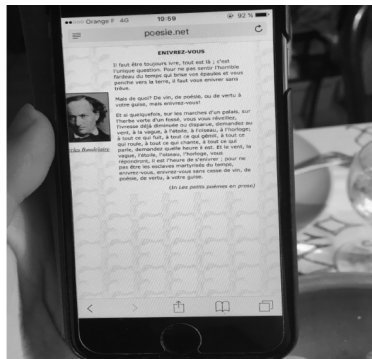 Orange F 4G 10:59 92 %
poesie.net
ENIVREZ-VOUS
Il faut être toujours ivre, tout est là ; c'est
l'unique question. Pour ne pas sentir l'horrible
fardeau du temps qui brise vos épaules et vous
penche vers la terre, il faut vous enivrer sans
trêve.
Mais de quoi? De vin, de poésie, ou de vertu à
votre guise, mais enivrez-vous!
Et si quelquefois, sur les marches d'un palais, sur
l'herbe verte d'un fossé, vous vous réveillez,
l'ivresse déjà diminuée ou disparue, demandez au
vent, à la vague, à l'étoile, à l'oiseau, à l'horloge;
à tout ce qui fuit, à tout ce qui gémit, à tout ce
qui roule, à tout ce qui chante, à tout ce qui
parle, demandez quelle heure il est. Et le vent, la
vague, l'étoile, l'oiseau, l'horloge, vous
répondront, il est l'heure de s'enivrer ; pour ne
pas être les esclaves martyrisés du temps,
enivrez-vous, enivrez-vous sans cesse de vin, de
poésie, de vertu, à votre guise.
(In Les petits poèmes en prose)
Baudelaire